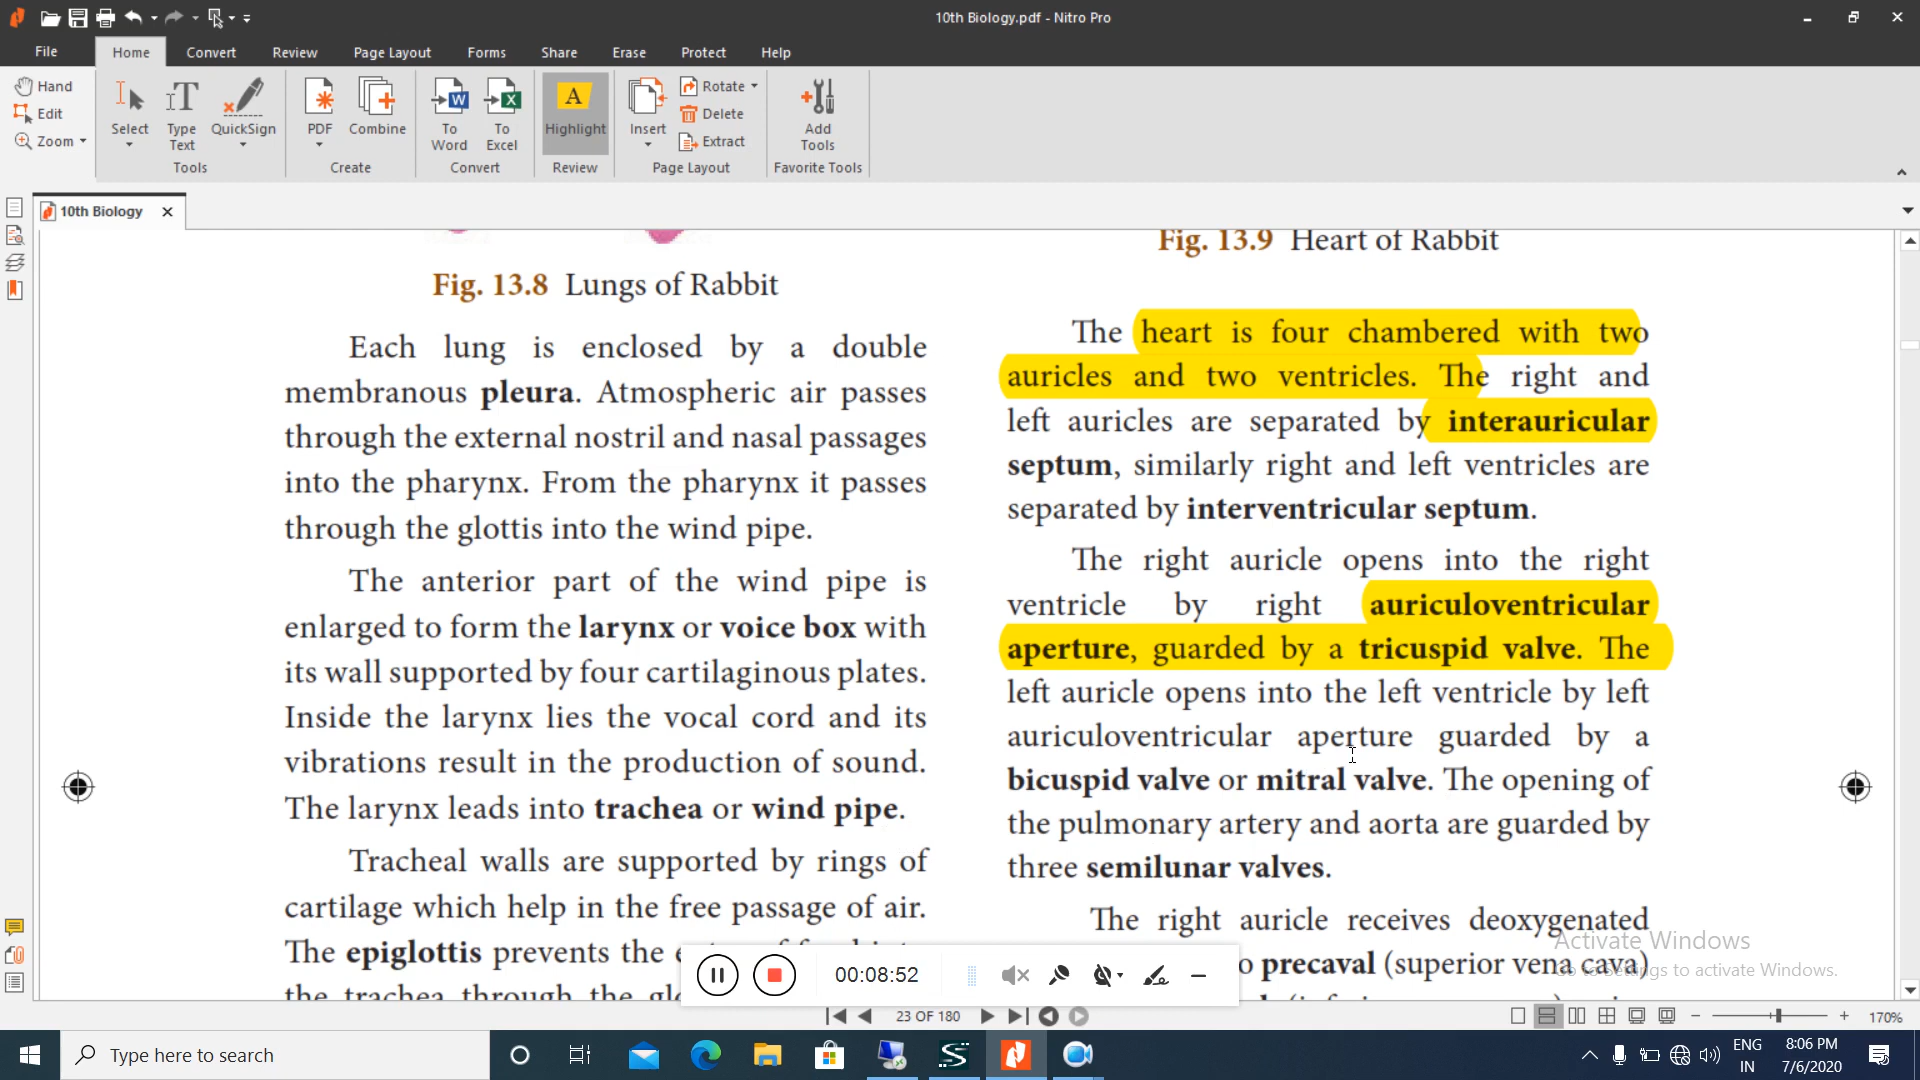 10th Biology.pdf - Nitro Pro
File Home Convert Review Page Layout Forms Share Erase Protect Help
Hand
Edit
Zoom
Select
Type Text
QuickSign
Tools
PDF
Combine
Create
To Word
To Excel
Convert
A
Highlight
Review
Insert
Rotate
Delete
Extract
Page Layout
Add Tools
Favorite Tools
10th Biology
Fig. 13.8 Lungs of Rabbit
Each lung is enclosed by a double
membranous pleura. Atmospheric air passes
through the external nostril and nasal passages
into the pharynx. From the pharynx it passes
through the glottis into the wind pipe.
The anterior part of the wind pipe is
enlarged to form the larynx or voice box with
its wall supported by four cartilaginous plates.
Inside the larynx lies the vocal cord and its
vibrations result in the production of sound.
The larynx leads into trachea or wind pipe.
Tracheal walls are supported by rings of
cartilage which help in the free passage of air.
The epiglottis prevents the
the trachea through the
Fig. 13.9 Heart of Rabbit
The heart is four chambered with two
auricles and two ventricles. The right and
left auricles are separated by interauricular
septum, similarly right and left ventricles are
separated by interventricular septum.
The right auricle opens into the right
ventricle by right auriculoventricular
aperture, guarded by a tricuspid valve. The
left auricle opens into the left ventricle by left
auriculoventricular aperture guarded by a
bicuspid valve or mitral valve. The opening of
the pulmonary artery and aorta are guarded by
three semilunar valves.
The right auricle receives deoxygenated
precaval (superior vena cava)
Activate Windows
Go to Settings to activate Windows.
00:08:52
23 OF 180
170%
Type here to search
ENG
IN
8:06 PM
7/6/2020